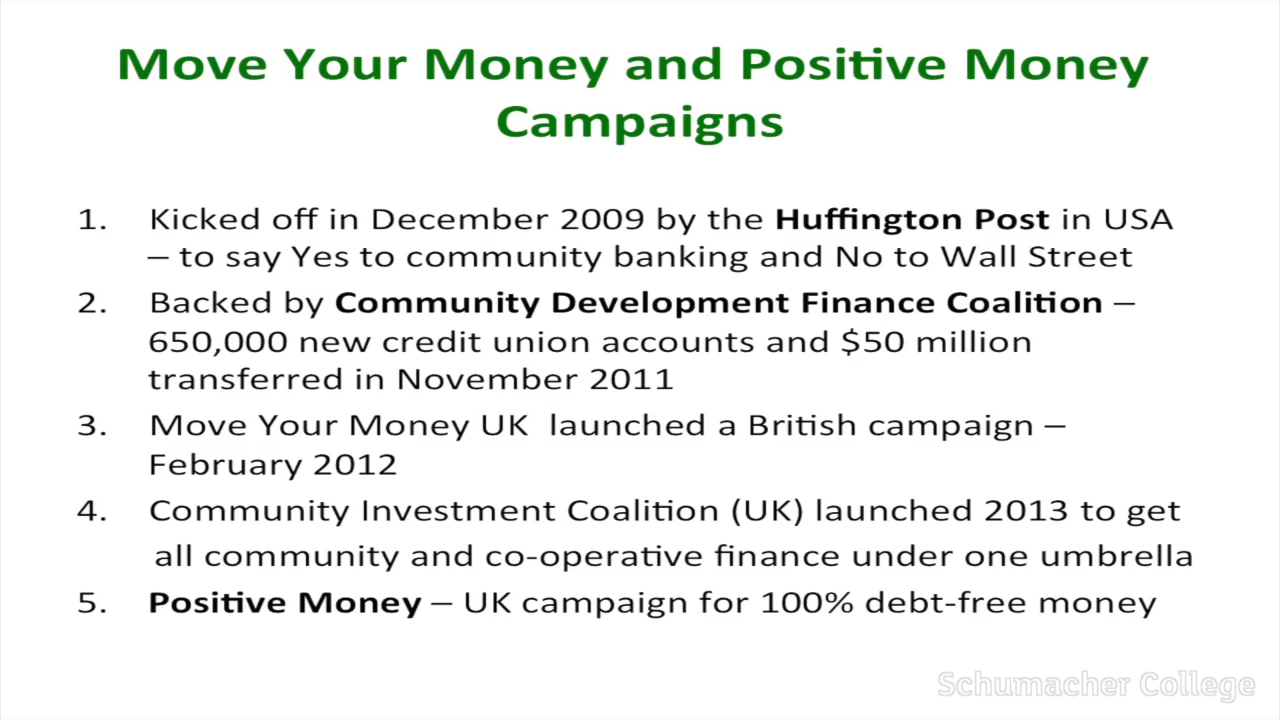 Move Your Money and Positive Money
Campaigns
1. Kicked off in December 2009 by the Huffington Post in USA
– to say Yes to community banking and No to Wall Street
2. Backed by Community Development Finance Coalition –
650,000 new credit union accounts and $50 million
transferred in November 2011
3. Move Your Money UK launched a British campaign –
February 2012
4. Community Investment Coalition (UK) launched 2013 to get
all community and co-operative finance under one umbrella
5. Positive Money – UK campaign for 100% debt-free money
Schumacher College